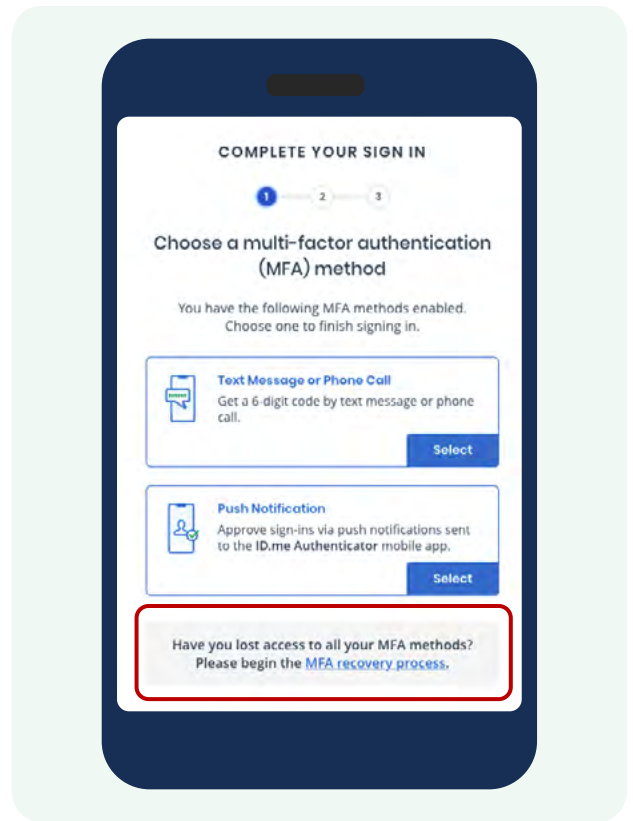 COMPLETE YOUR SIGN IN
1 2 3
Choose a multi-factor authentication
(MFA) method
You have the following MFA methods enabled.
Choose one to finish signing in.
Text Message or Phone Call
Get a 6-digit code by text message or phone
call.
Select
Push Notification
Approve sign-ins via push notifications sent
to the ID.me Authenticator mobile app.
Select
Have you lost access to all your MFA methods?
Please begin the MFA recovery process.